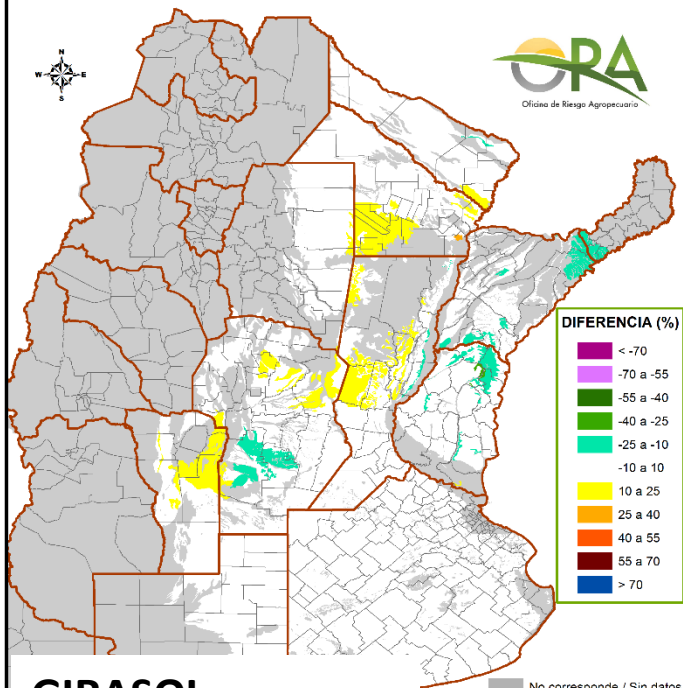 N
W E
S
ORA
Oficina de Riesgo Agropecuario
DIFERENCIA (%)
< -70
-70 a -55
-55 a -40
-40 a -25
-25 a -10
-10 a 10
10 a 25
25 a 40
40 a 55
55 a 70
> 70
GIRASOL
No corresponde / Sin datos